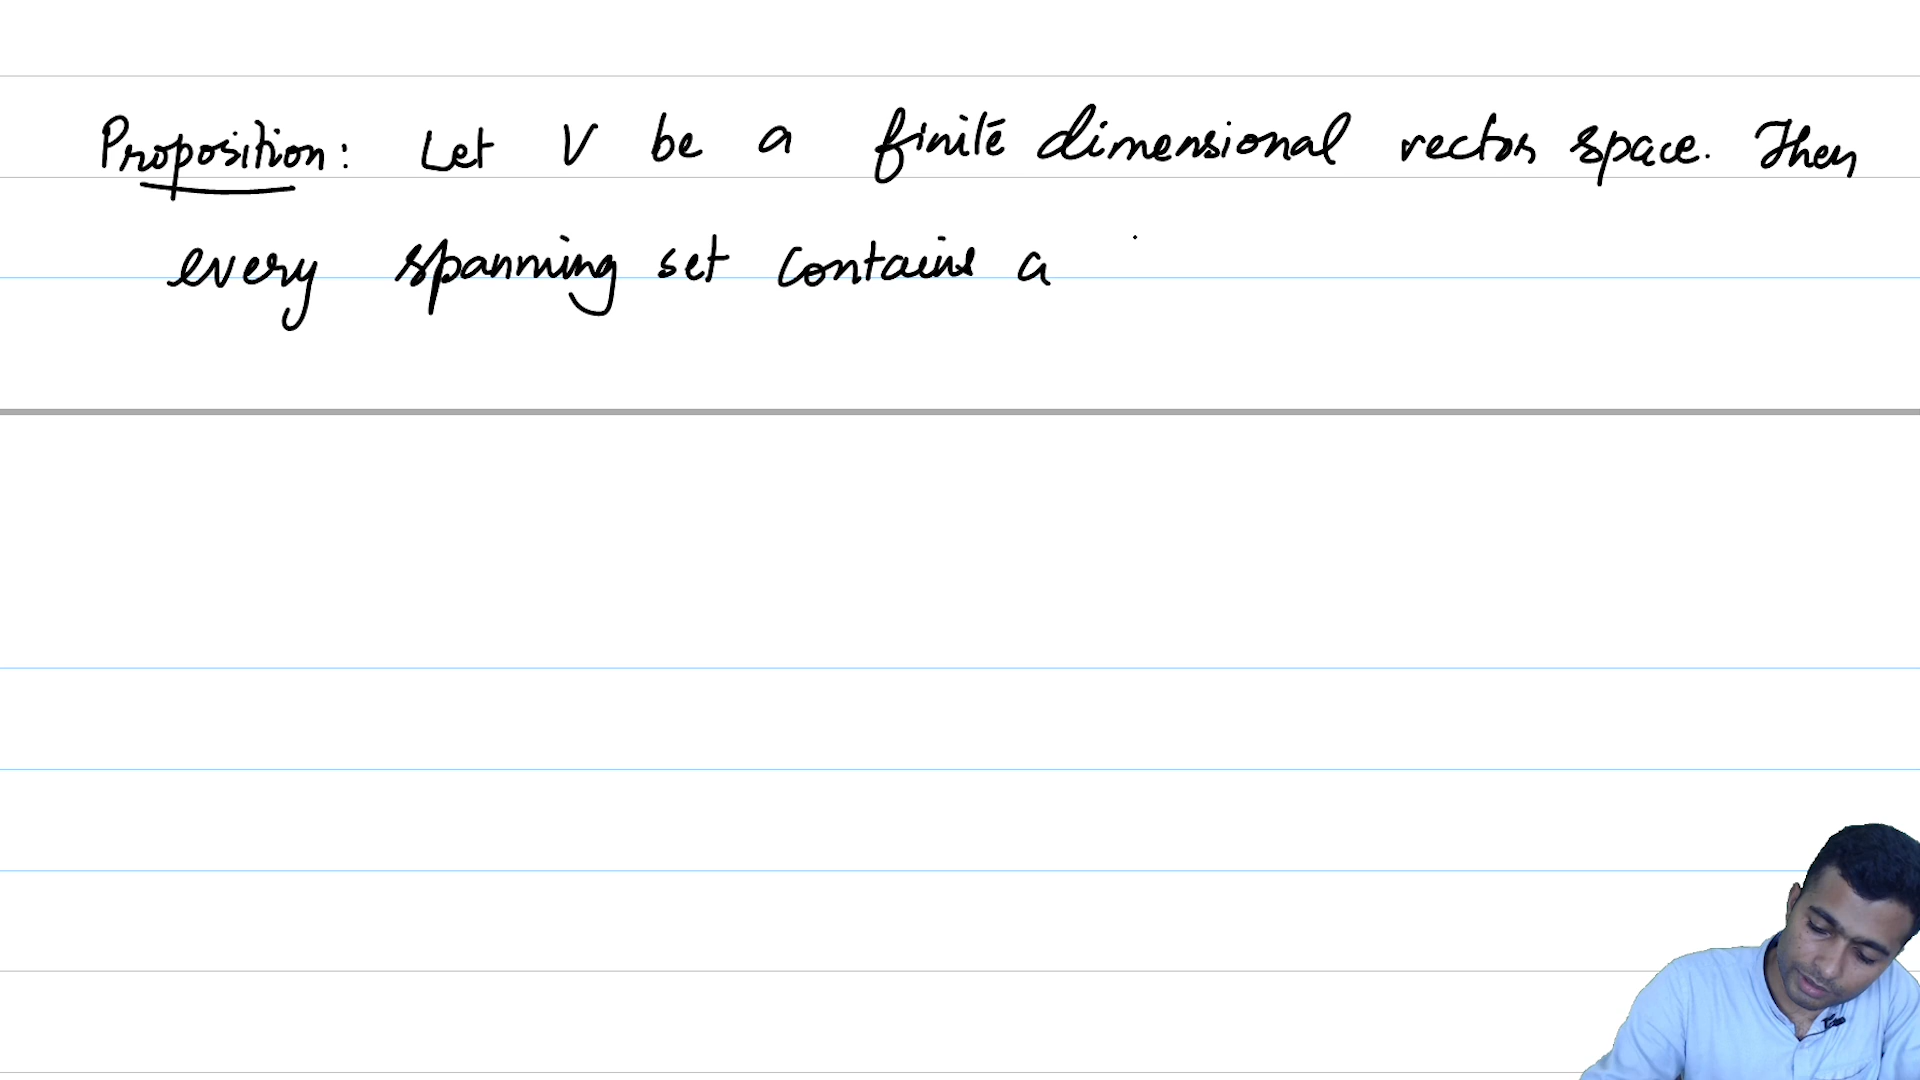 Proposition: Let V be a finite dimensional vector space. Then
every spanning set contains a